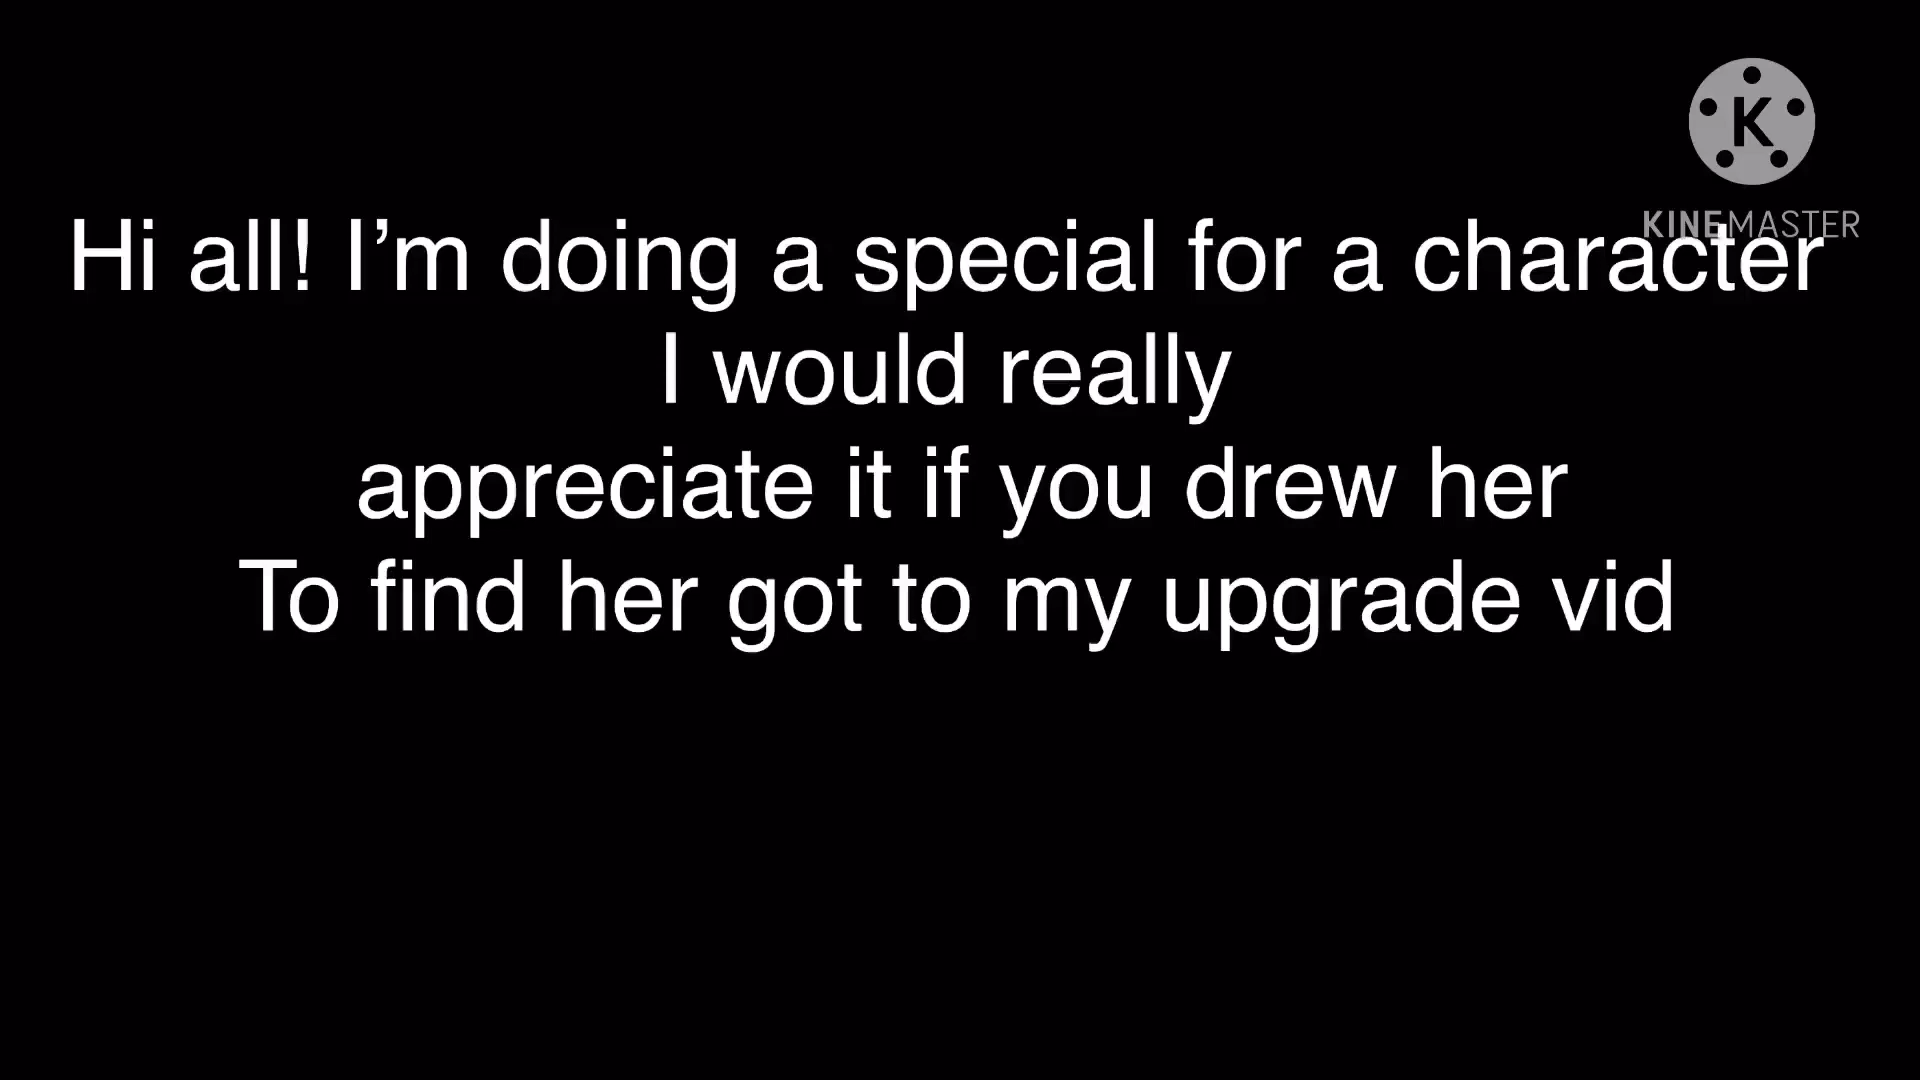 K
KINEMASTER
Hi all! I’m doing a special for a character
I would really
appreciate it if you drew her
To find her got to my upgrade vid